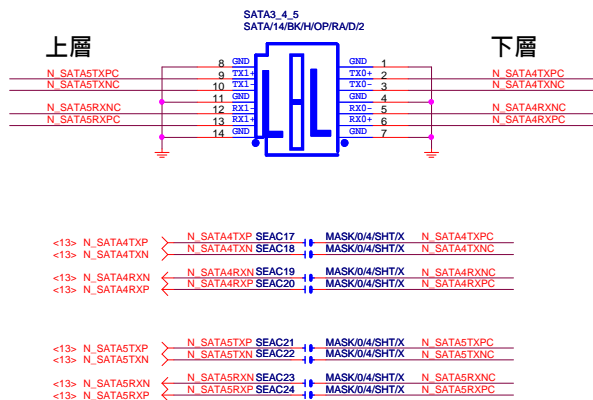 SATA3_4_5
SATA/14/BK/H/OP/RA/D/2
上層 下層
8 GND GND 1
N_SATA5TXPC 9 TX1+ TX0+ 2 N_SATA4TXPC
N_SATA5TXNC 10 TX1- TX0- 3 N_SATA4TXNC
11 GND GND 4
N_SATA5RXNC 12 RX1- RX0- 5 N_SATA4RXNC
N_SATA5RXPC 13 RX1+ RX0+ 6 N_SATA4RXPC
14 GND GND 7
<13> N_SATA4TXP N_SATA4TXP SEAC17 MASK/0/4/SHT/X N_SATA4TXPC
<13> N_SATA4TXN N_SATA4TXN SEAC18 MASK/0/4/SHT/X N_SATA4TXNC
<13> N_SATA4RXN N_SATA4RXN SEAC19 MASK/0/4/SHT/X N_SATA4RXNC
<13> N_SATA4RXP N_SATA4RXP SEAC20 MASK/0/4/SHT/X N_SATA4RXPC
<13> N_SATA5TXP N_SATA5TXP SEAC21 MASK/0/4/SHT/X N_SATA5TXPC
<13> N_SATA5TXN N_SATA5TXN SEAC22 MASK/0/4/SHT/X N_SATA5TXNC
<13> N_SATA5RXN N_SATA5RXN SEAC23 MASK/0/4/SHT/X N_SATA5RXNC
<13> N_SATA5RXP N_SATA5RXP SEAC24 MASK/0/4/SHT/X N_SATA5RXPC